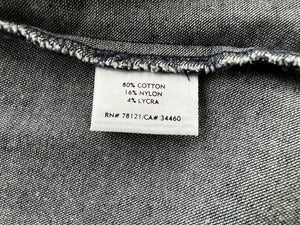 80% COTTON
16% NYLON
4% LYCRA
RN# 78121/CA# 34460